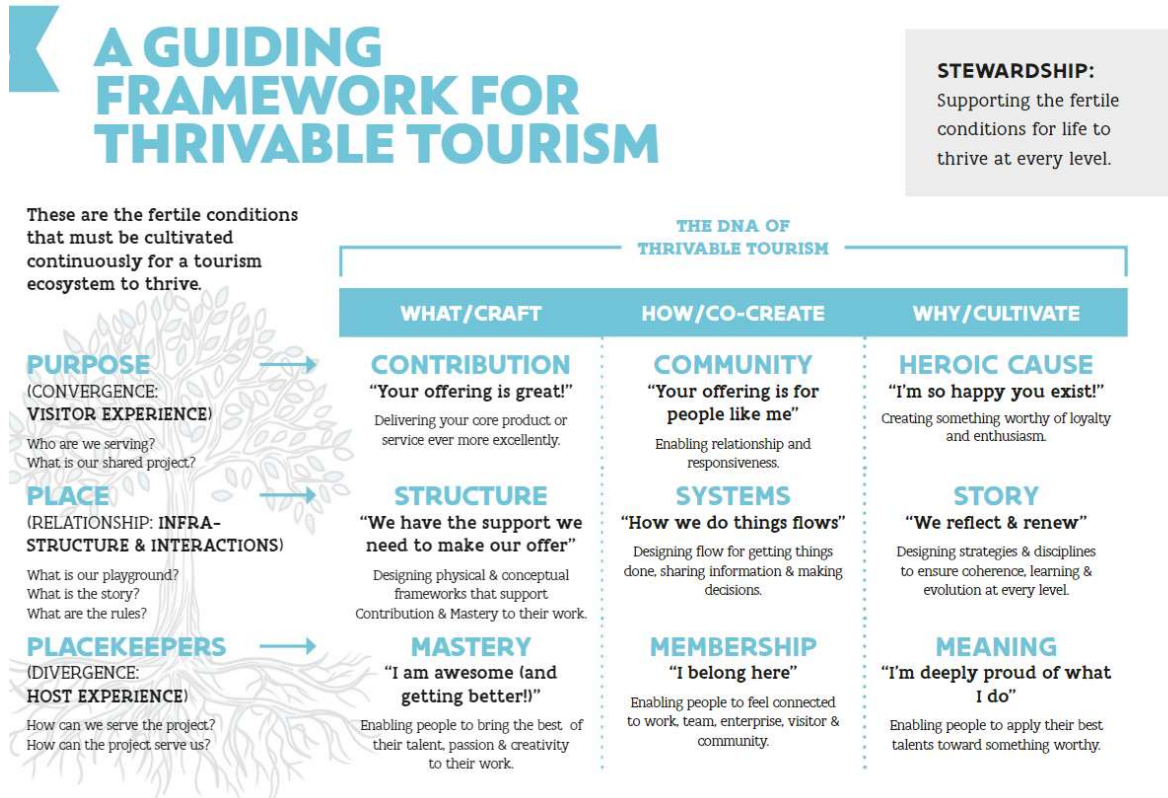 A GUIDING
FRAMEWORK FOR
THRIVABLE TOURISM
STEWARDSHIP:
Supporting the fertile
conditions for life to
thrive at every level.
These are the fertile conditions
that must be cultivated
continuously for a tourism
ecosystem to thrive.
THE DNA OF
THRIVABLE TOURISM
WHAT/CRAFT
HOW/CO-CREATE
WHY/CULTIVATE
PURPOSE
(CONVERGENCE:
VISITOR EXPERIENCE)
Who are we serving?
What is our shared project?
CONTRIBUTION
“Your offering is great!”
Delivering your core product or
service ever more excellently.
COMMUNITY
“Your offering is for
people like me”
Enabling relationship and
responsiveness.
HEROIC CAUSE
“I’m so happy you exist!”
Creating something worthy of loyalty
and enthusiasm.
PLACE
(RELATIONSHIP: INFRA-
STRUCTURE & INTERACTIONS)
What is our playground?
What is the story?
What are the rules?
STRUCTURE
“We have the support we
need to make our offer”
Designing physical & conceptual
frameworks that support
Contribution & Mastery to their work.
SYSTEMS
“How we do things flows”
Designing flow for getting things
done, sharing information & making
decisions.
STORY
“We reflect & renew”
Designing strategies & disciplines
to ensure coherence, learning &
evolution at every level.
PLACEKEEPERS
(DIVERGENCE:
HOST EXPERIENCE)
How can we serve the project?
How can the project serve us?
MASTERY
“I am awesome (and
getting better!)”
Enabling people to bring the best of
their talent, passion & creativity
to their work.
MEMBERSHIP
“I belong here”
Enabling people to feel connected
to work, team, enterprise, visitor &
community.
MEANING
“I’m deeply proud of what
I do”
Enabling people to apply their best
talents toward something worthy.